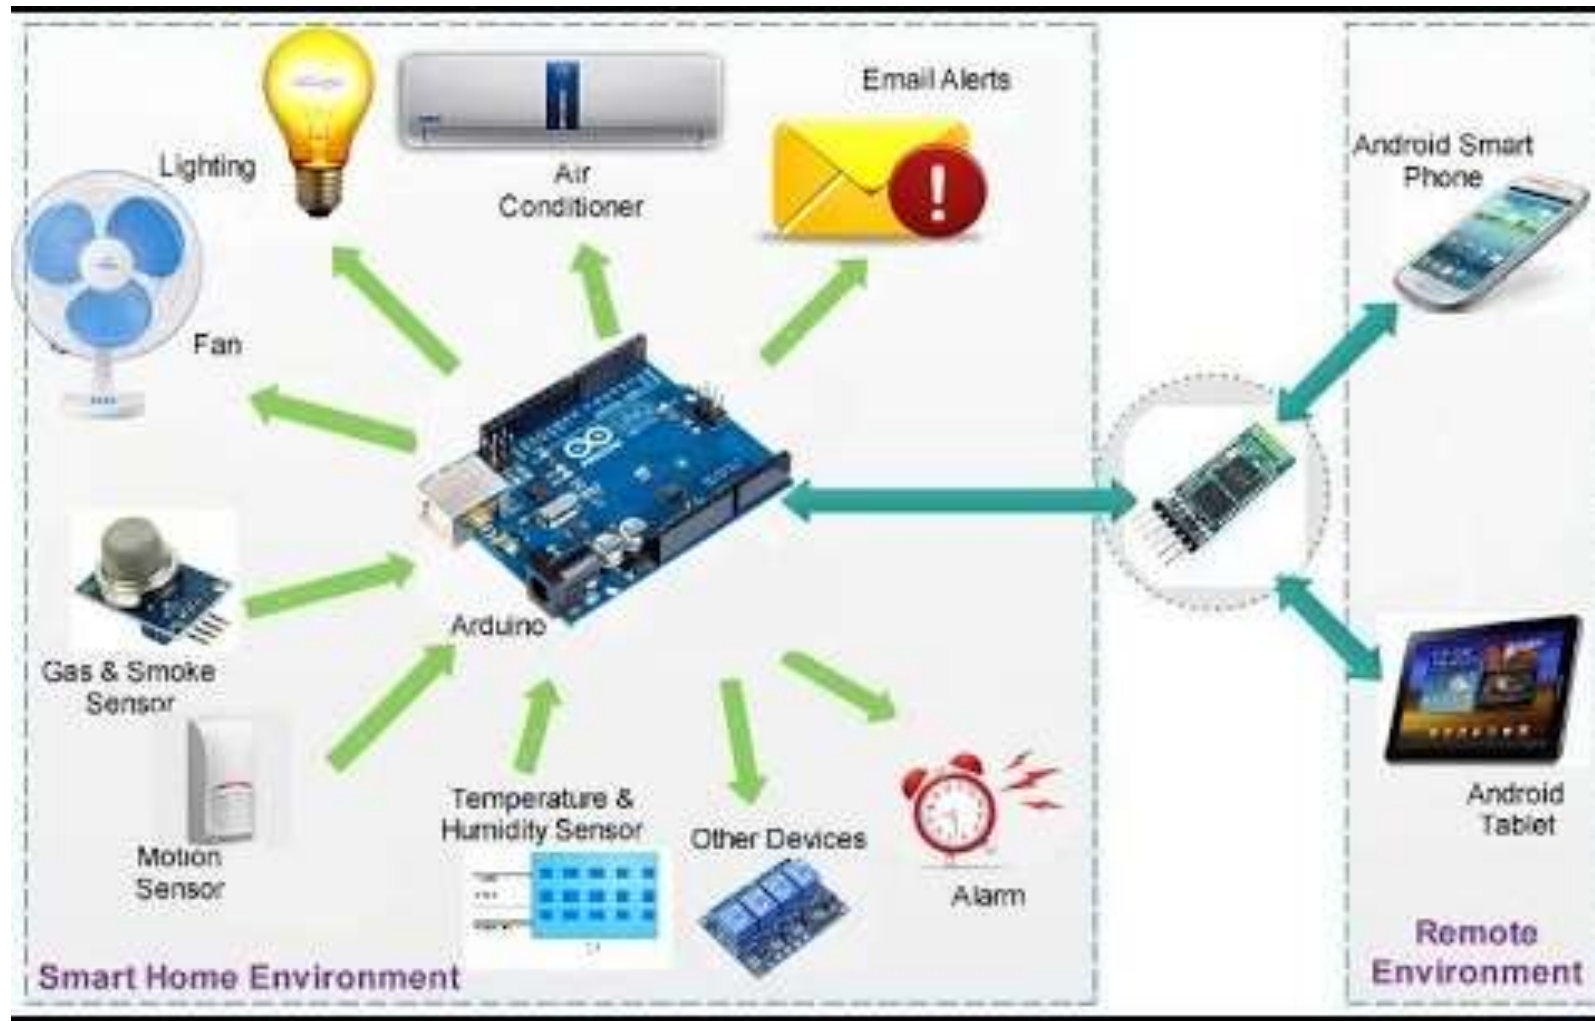 Email Alerts
Lighting
Air
Conditioner
Android Smart
Phone
Fan
Arduino
Gas & Smoke
Sensor
Motion
Sensor
Temperature &
Humidity Sensor
Other Devices
Alarm
Android
Tablet
Smart Home Environment
Remote
Environment